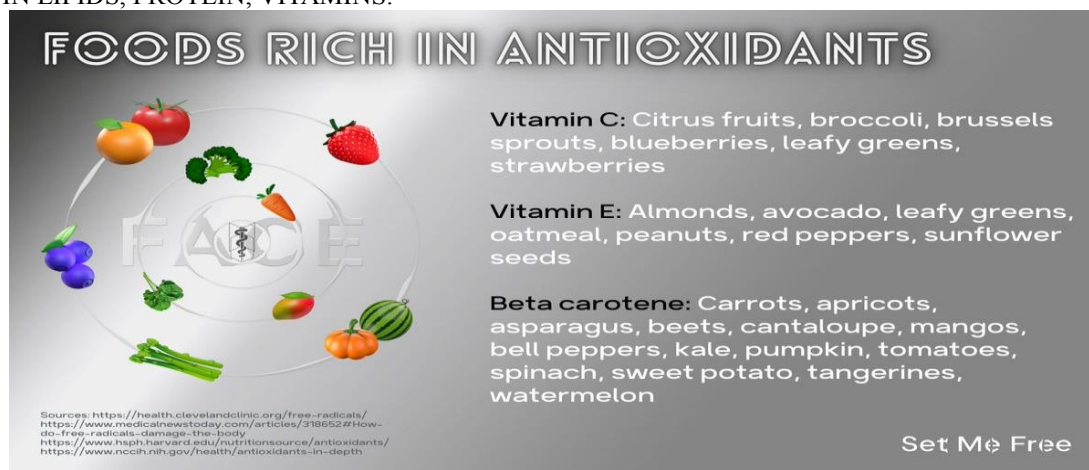 IN LIPIDS, PROTEIN, VITAMINS.
FOODS RICH IN ANTIOXIDANTS
Vitamin C: Citrus fruits, broccoli, brussels
sprouts, blueberries, leafy greens,
strawberries
Vitamin E: Almonds, avocado, leafy greens,
oatmeal, peanuts, red peppers, sunflower
seeds
Beta carotene: Carrots, apricots,
asparagus, beets, cantaloupe, mangos,
bell peppers, kale, pumpkin, tomatoes,
spinach, sweet potato, tangerines,
watermelon
FACE
Sources: https://health.clevelandclinic.org/free-radicals/
https://www.medicalnewstoday.com/articles/318652#How-
do-free-radicals-damage-the-body
https://www.hsph.harvard.edu/nutritionsource/antioxidants/
https://www.nccih.nih.gov/health/antioxidants-in-depth
Set Me Free